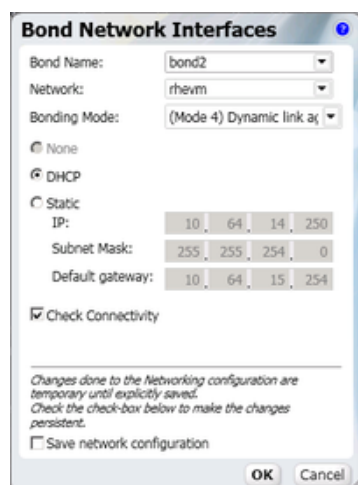 Bond Network Interfaces ?
Bond Name: bond2
Network: rhevm
Bonding Mode: (Mode 4) Dynamic link aç
None
DHCP
Static
IP: 10 . 64 . 14 . 250
Subnet Mask: 255 . 255 . 254 . 0
Default gateway: 10 . 64 . 15 . 254
Check Connectivity
Changes done to the Networking configuration are
temporary until explicitly saved.
Check the check-box below to make the changes
persistent.
Save network configuration
OK Cancel